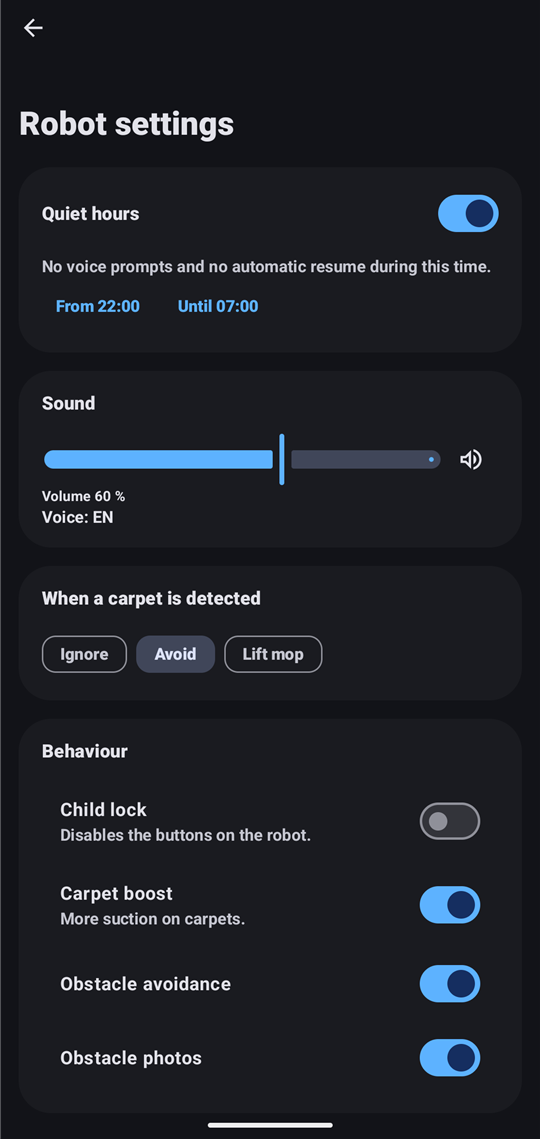 Robot settings
Quiet hours
No voice prompts and no automatic resume during this time.
From 22:00 Until 07:00
Sound
Volume 60 %
Voice: EN
When a carpet is detected
Ignore Avoid Lift mop
Behaviour
Child lock
Disables the buttons on the robot.
Carpet boost
More suction on carpets.
Obstacle avoidance
Obstacle photos